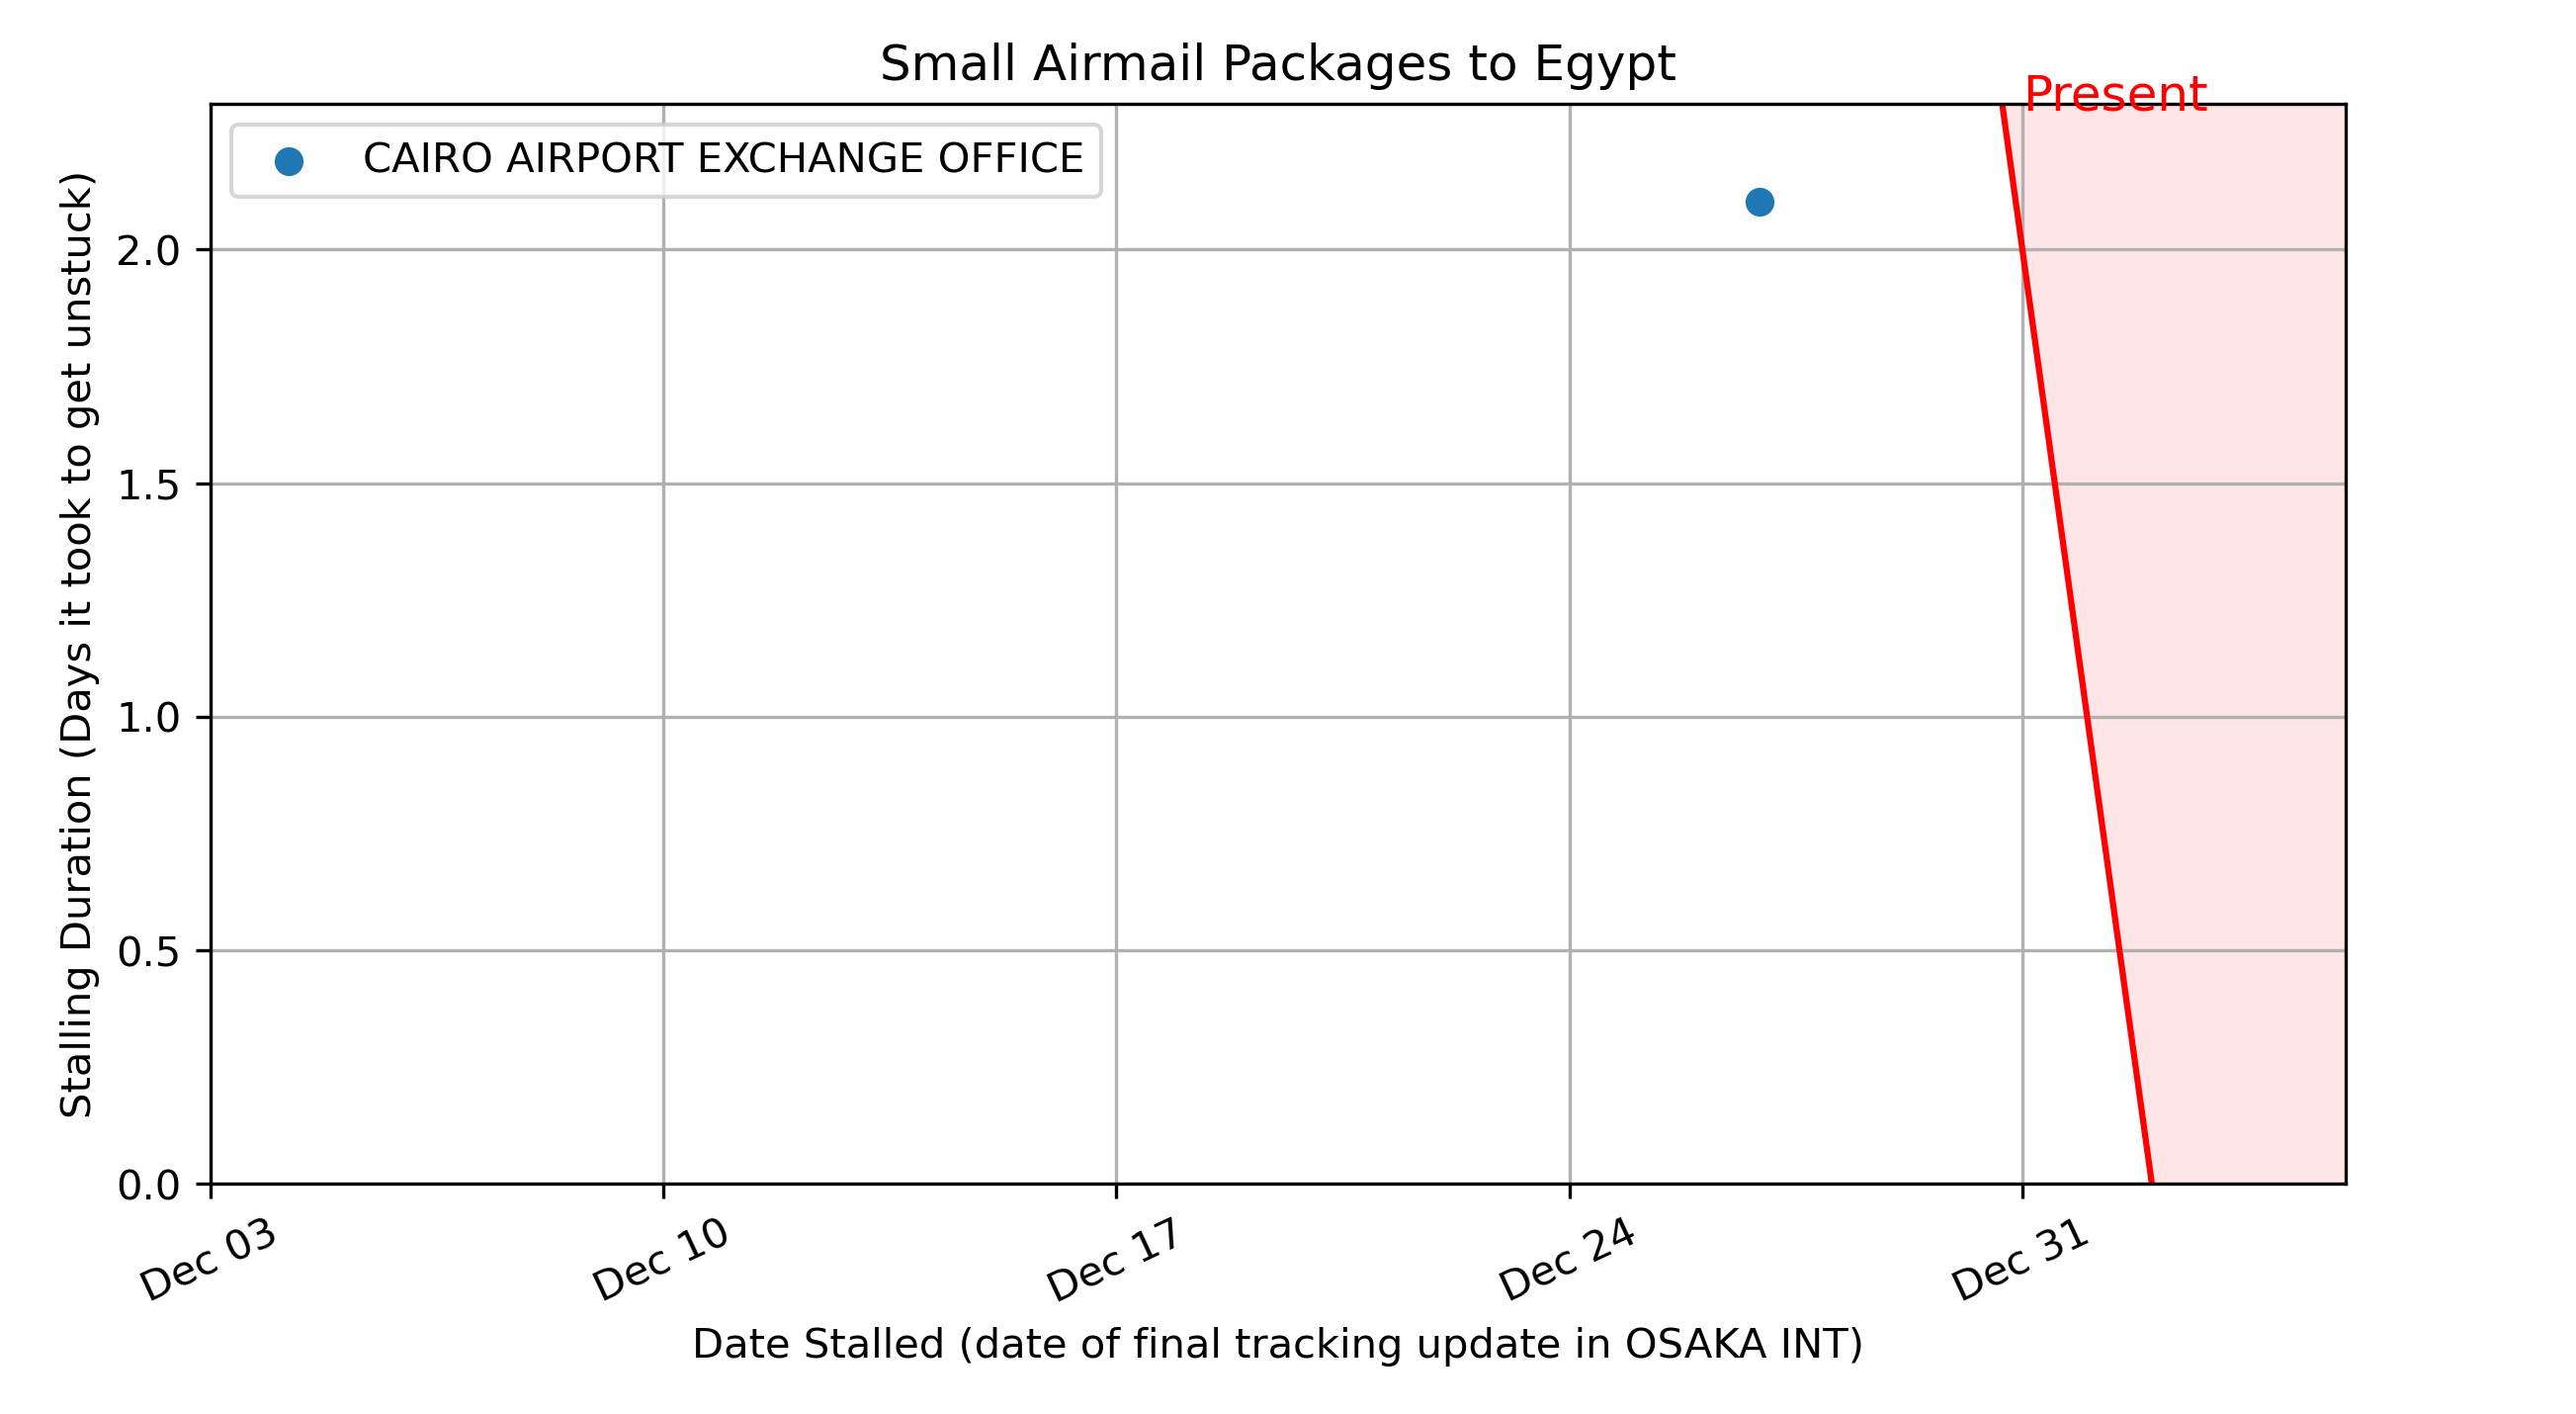 Small Airmail Packages to Egypt
Present
CAIRO AIRPORT EXCHANGE OFFICE
Stalling Duration (Days it took to get unstuck)
2.0
1.5
1.0
0.5
0.0
Dec 03
Dec 10
Dec 17
Dec 24
Dec 31
Date Stalled (date of final tracking update in OSAKA INT)